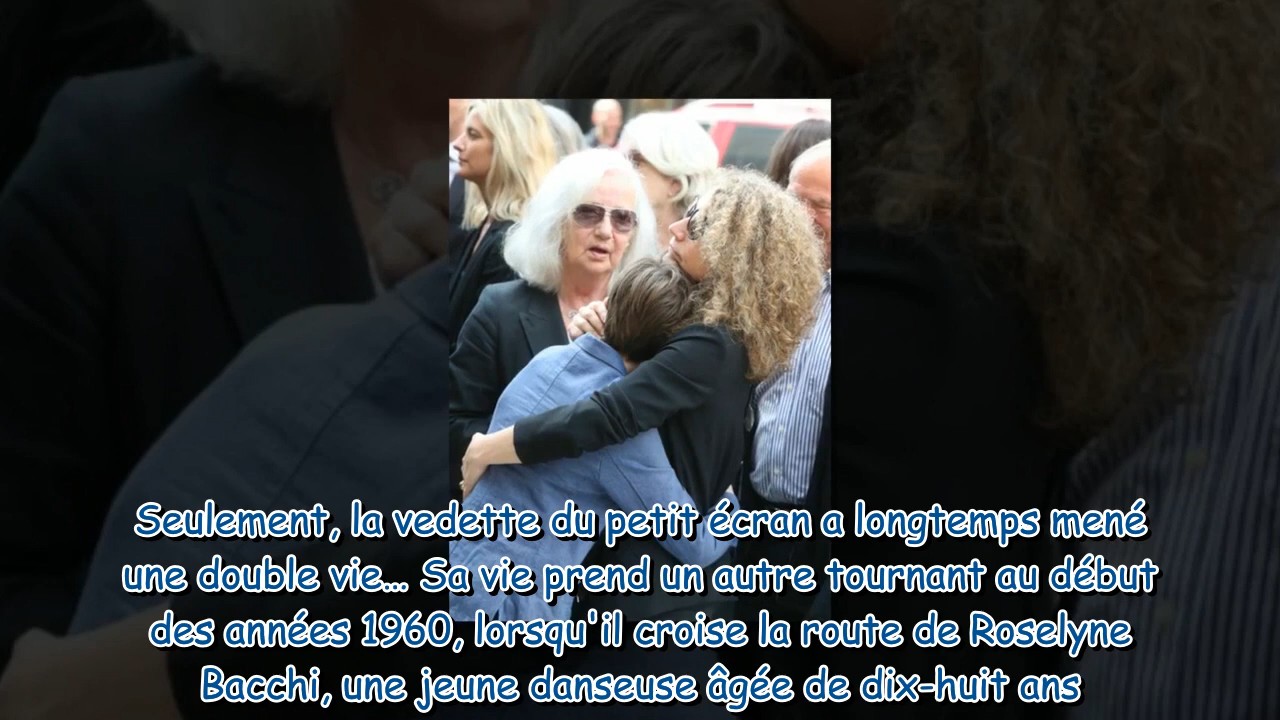 Seulement, la vedette du petit écran a longtemps mené
une double vie... Sa vie prend un autre tournant au début
des années 1960, lorsqu'il croise la route de Roselyne
Bacchi, une jeune danseuse âgée de dix-huit ans